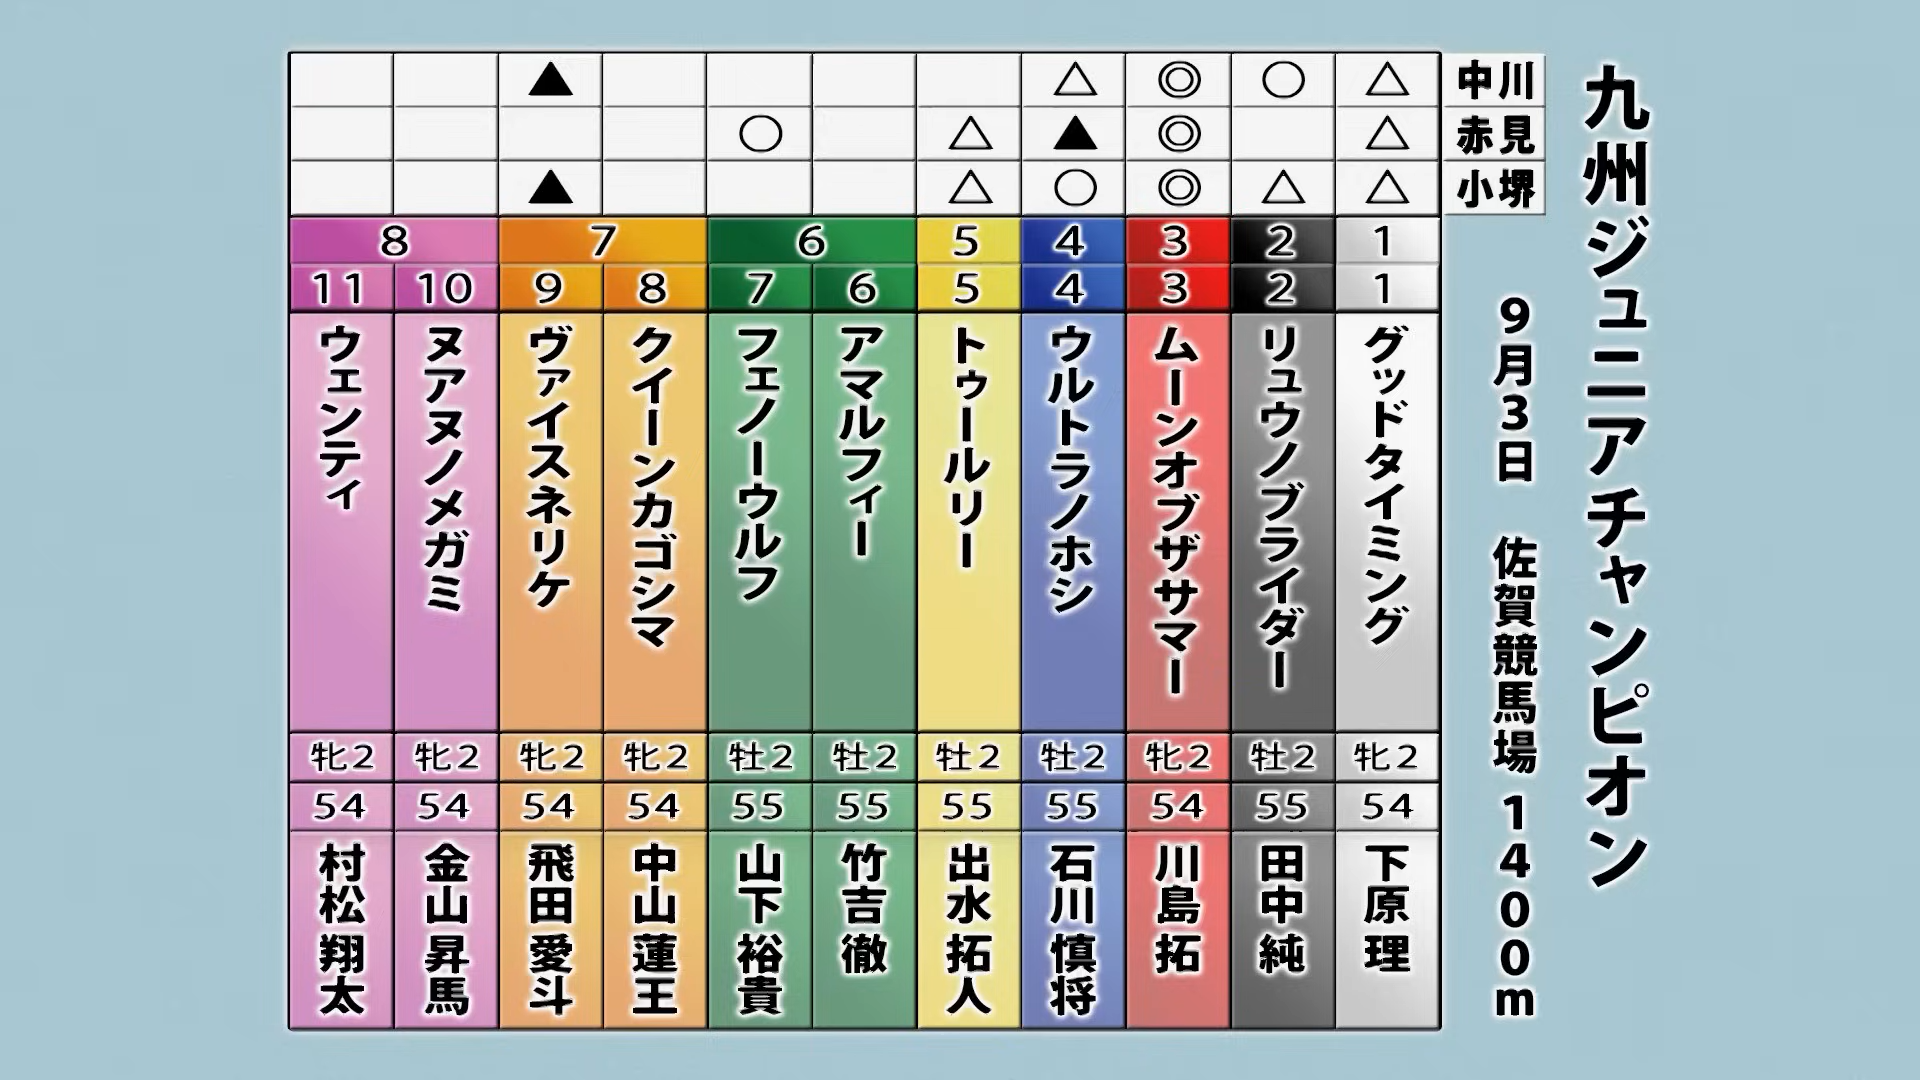 九州ジュニアチャンピオン
9月3日 佐賀競馬場 1400m
中川 △ ○ ◎ △ ▲
赤見 △ ◎ ▲ △ ○
小堺 △ △ ◎ ○ △ ▲
1 1 グッドタイミング 牝2 54 下原 理
2 2 リュウノブライダー 牡2 55 田中 純
3 3 ムーンオブザサマー 牝2 54 川島 拓
4 4 ウルトラノホシ 牡2 55 石川 慎将
5 5 トゥールリー 牡2 55 出水 拓人
6 6 アマルフィー 牡2 55 竹吉 徹
7 フェノーウルフ 牡2 55 山下 裕貴
7 8 クイーンカゴシマ 牝2 54 中山 蓮王
9 ヴァイスネリケ 牝2 54 飛田 愛斗
8 10 ヌアヌノメガミ 牝2 54 金山 昇馬
11 ウェンティ 牝2 54 村松 翔太